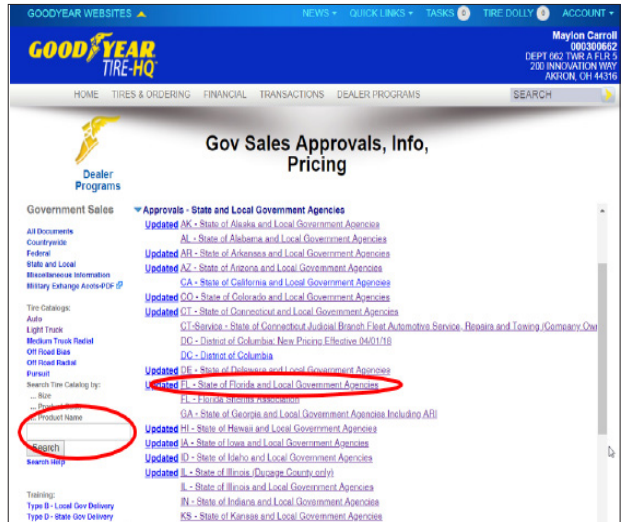 GOODYEAR WEBSITES
NEWS QUICK LINKS TASKS 0 TIRE DOLLY 0 ACCOUNT
GOODYEAR
TIRE-HQ
Maylon Carroll
000300662
DEPT 662 TWR A FLR 5
200 INNOVATION WAY
AKRON, OH 44316
HOME TIRES & ORDERING FINANCIAL TRANSACTIONS DEALER PROGRAMS SEARCH
Dealer
Programs
Gov Sales Approvals, Info,
Pricing
Government Sales
All Documents
Countrywide
Federal
State and Local
Miscellaneous Information
Military Exhange Accts-PDF
Tire Catalogs:
Auto
Light Truck
Medium Truck Radial
Off Road Bias
Off Road Radial
Pursuit
Search Tire Catalog by:
... Size
... Product Code
... Product Name
Search
Search Help
Training:
Type B - Local Gov Delivery
Type D - State Gov Delivery
Approvals - State and Local Government Agencies
Updated AK - State of Alaska and Local Government Agencies
AL - State of Alabama and Local Government Agencies
Updated AR - State of Arkansas and Local Government Agencies
Updated AZ - State of Arizona and Local Government Agencies
CA - State of California and Local Government Agencies
Updated CO - State of Colorado and Local Government Agencies
Updated CT - State of Connecticut and Local Government Agencies
CT-Service - State of Connecticut Judicial Branch Fleet Automotive Service, Repairs and Towing (Company Own
DC - District of Columbia: New Pricing Effective 04/01/16
DC - District of Columbia
Updated DE - State of Delaware and Local Government Agencies
Updated FL - State of Florida and Local Government Agencies
FL - Florida Sheriffs Association
GA - State of Georgia and Local Government Agencies Including ARI
Updated HI - State of Hawaii and Local Government Agencies
Updated IA - State of Iowa and Local Government Agencies
Updated ID - State of Idaho and Local Government Agencies
Updated IL - State of Illinois (Dupage County only)
IL - State of Illinois and Local Government Agencies
IN - State of Indiana and Local Government Agencies
KS - State of Kansas and Local Government Agencies